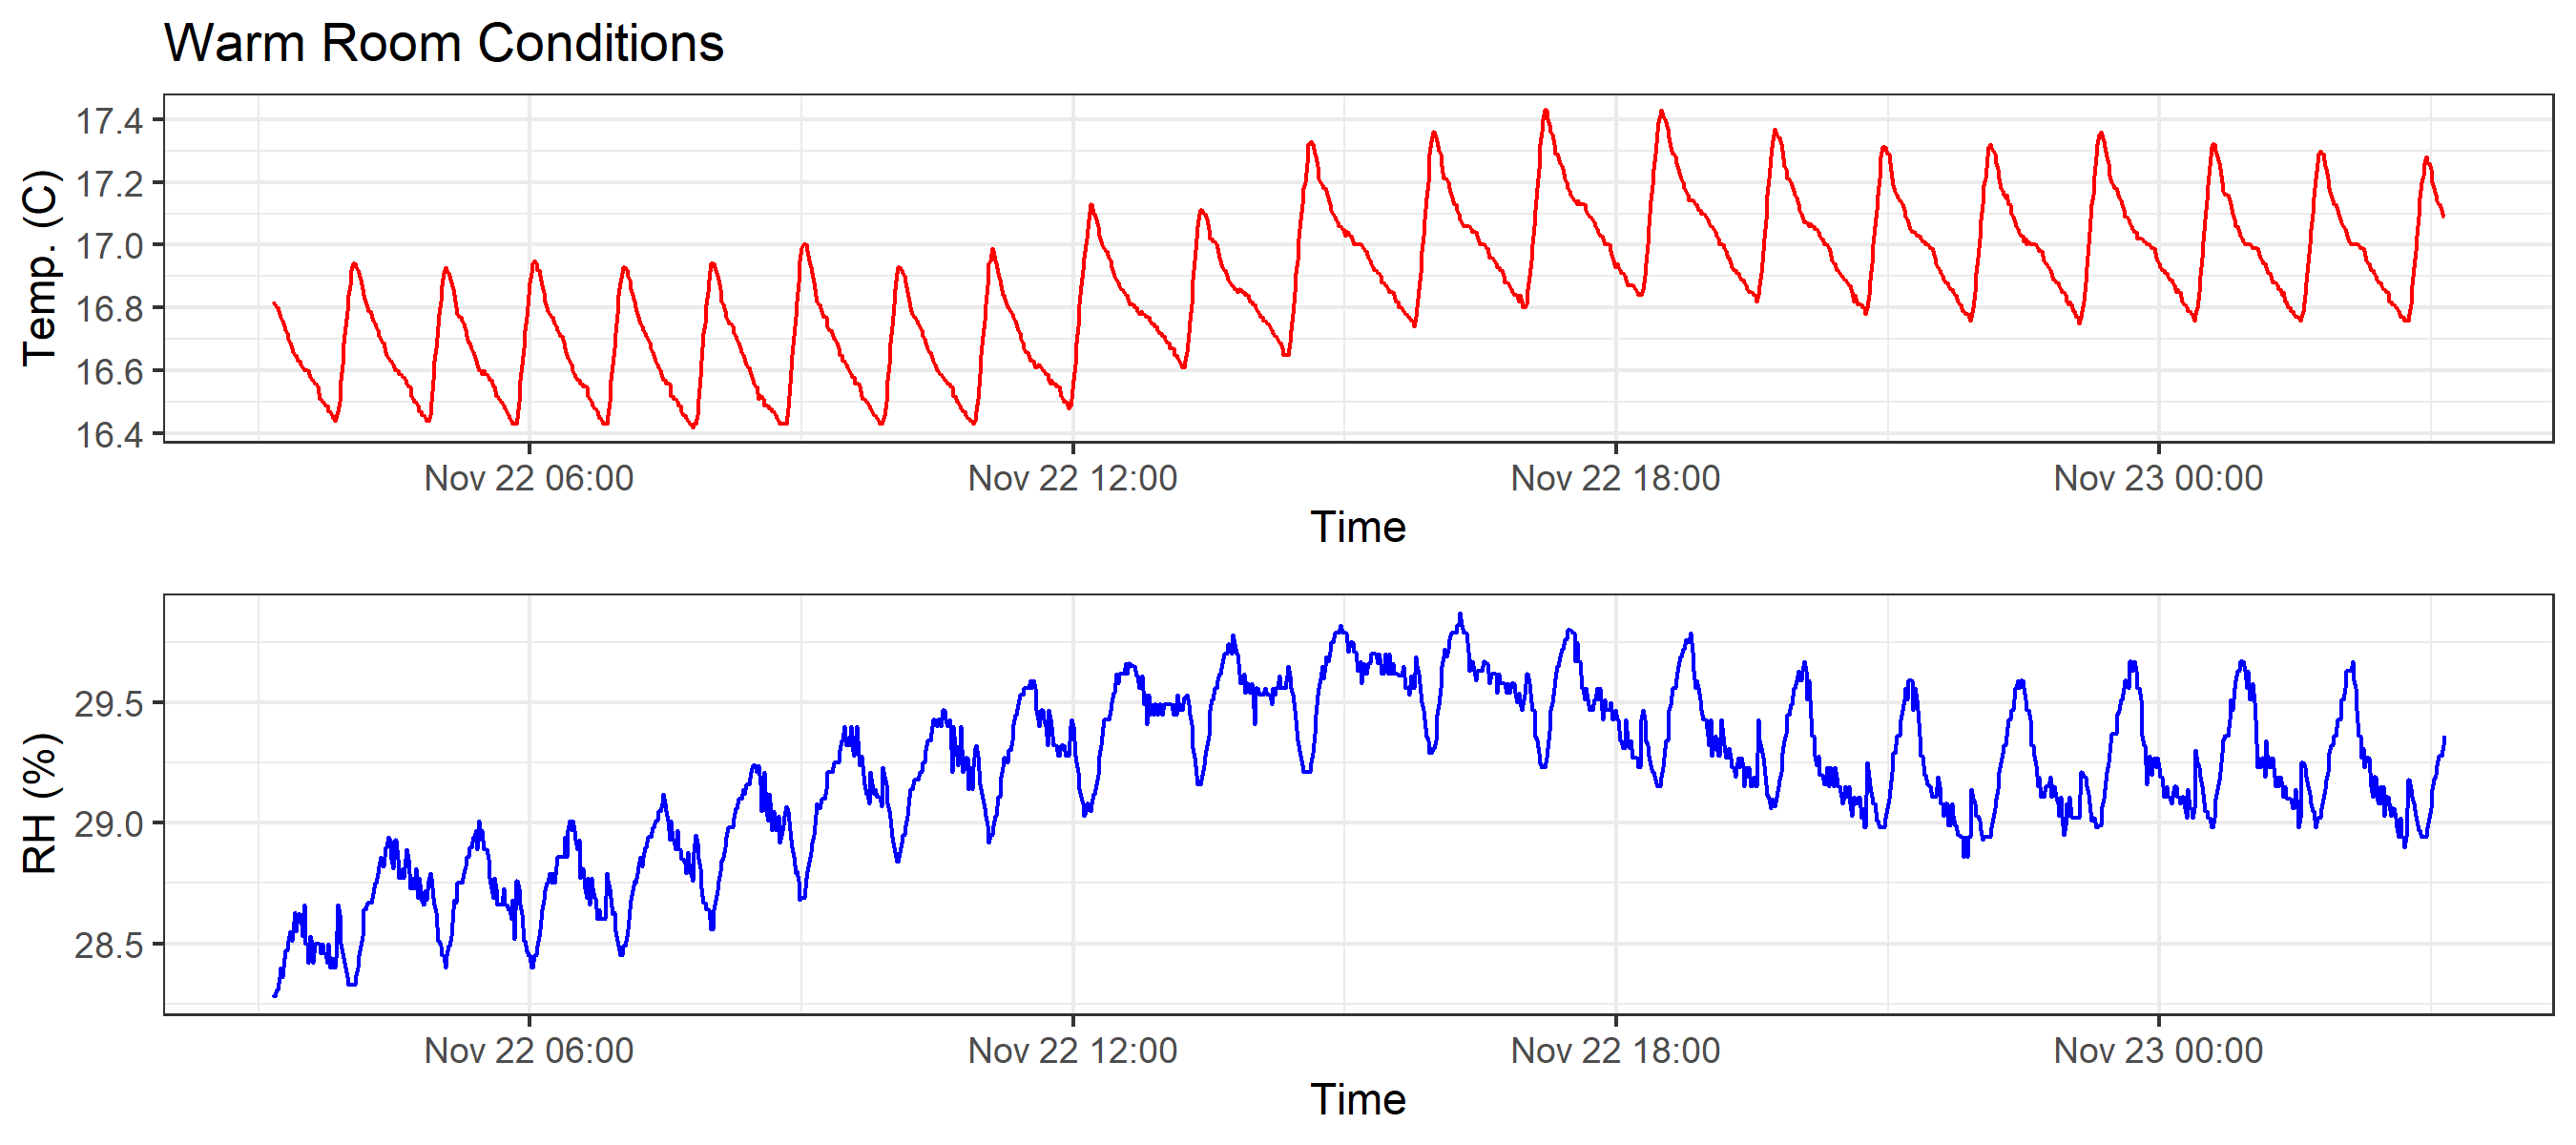 Warm Room Conditions
Temp. (C)
17.4
17.2
17.0
16.8
16.6
16.4
Nov 22 06:00 Nov 22 12:00 Nov 22 18:00 Nov 23 00:00
Time
RH (%)
29.5
29.0
28.5
Nov 22 06:00 Nov 22 12:00 Nov 22 18:00 Nov 23 00:00
Time